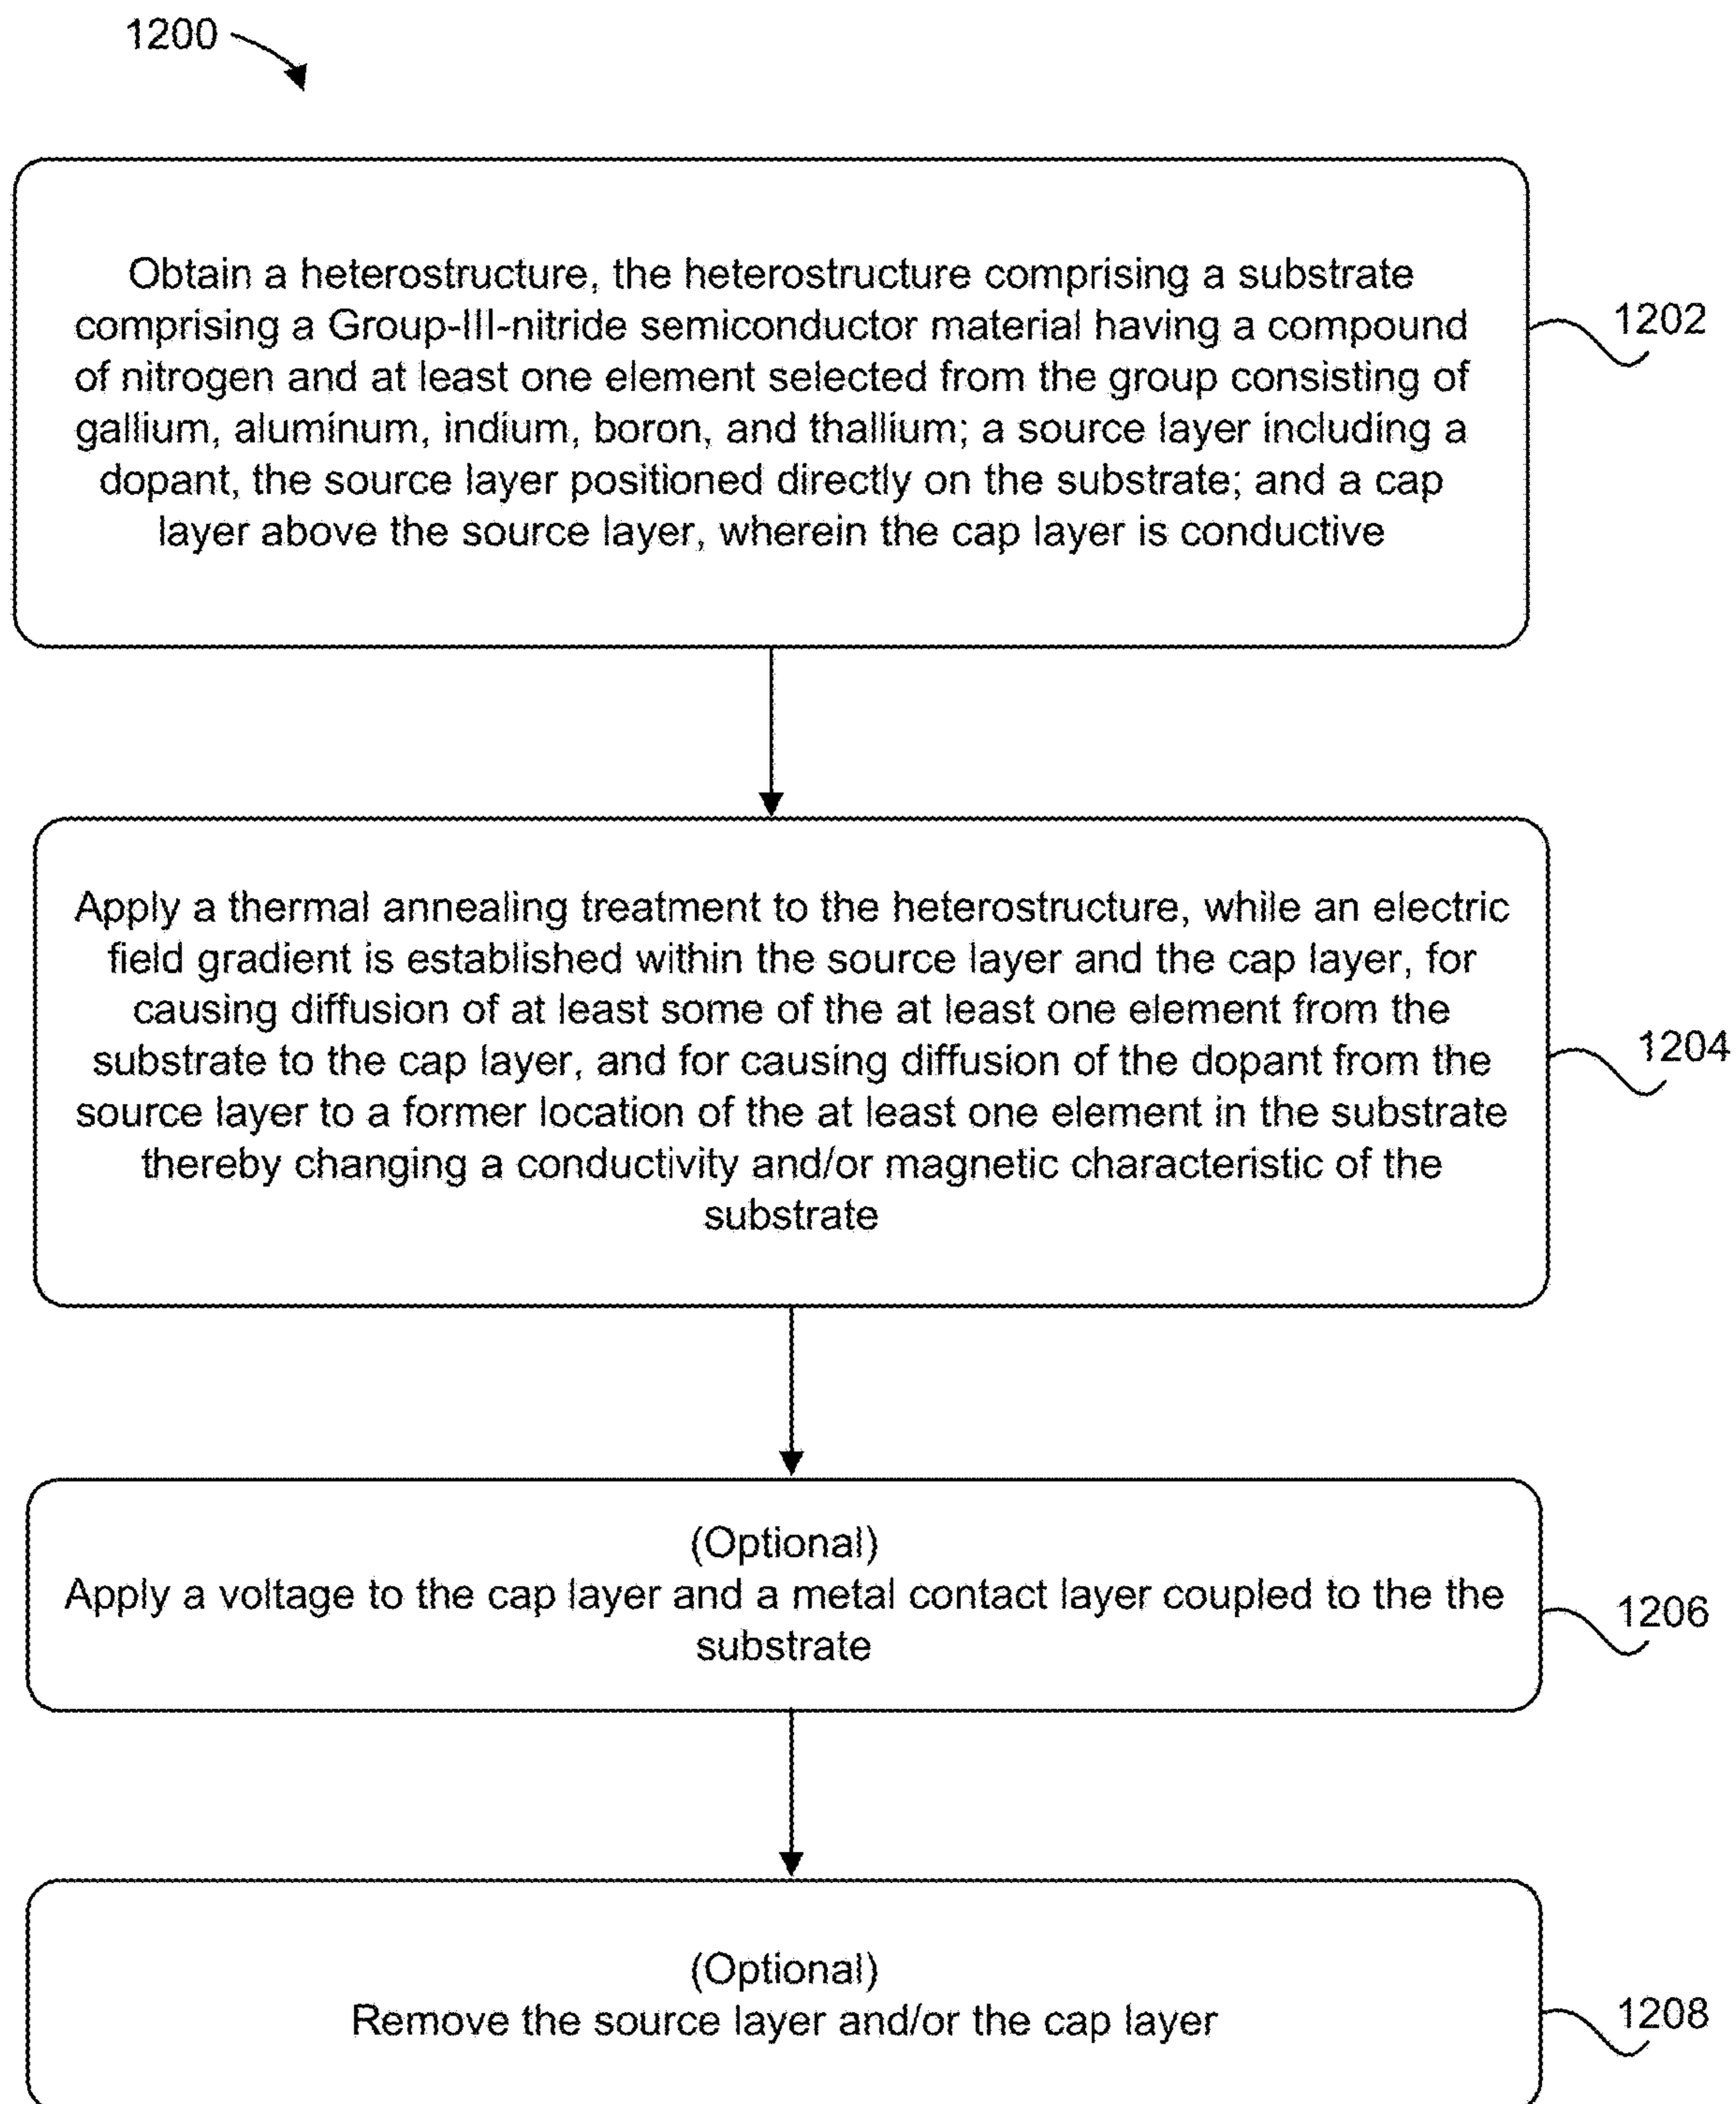 1200
Obtain a heterostructure, the heterostructure comprising a substrate
comprising a Group-III-nitride semiconductor material having a compound
of nitrogen and at least one element selected from the group consisting of
gallium, aluminum, indium, boron, and thallium; a source layer including a
dopant, the source layer positioned directly on the substrate; and a cap
layer above the source layer, wherein the cap layer is conductive
1202
Apply a thermal annealing treatment to the heterostructure, while an electric
field gradient is established within the source layer and the cap layer, for
causing diffusion of at least some of the at least one element from the
substrate to the cap layer, and for causing diffusion of the dopant from the
source layer to a former location of the at least one element in the substrate
thereby changing a conductivity and/or magnetic characteristic of the
substrate
1204
(Optional)
Apply a voltage to the cap layer and a metal contact layer coupled to the the
substrate
1206
(Optional)
Remove the source layer and/or the cap layer
1208